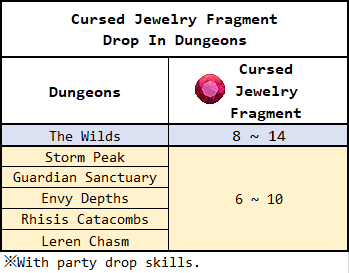 Cursed Jewelry Fragment
Drop In Dungeons
Dungeons
Cursed
Jewelry
Fragment
The Wilds 8 ~ 14
Storm Peak
Guardian Sanctuary
Envy Depths 6 ~ 10
Rhisis Catacombs
Leren Chasm
※With party drop skills.